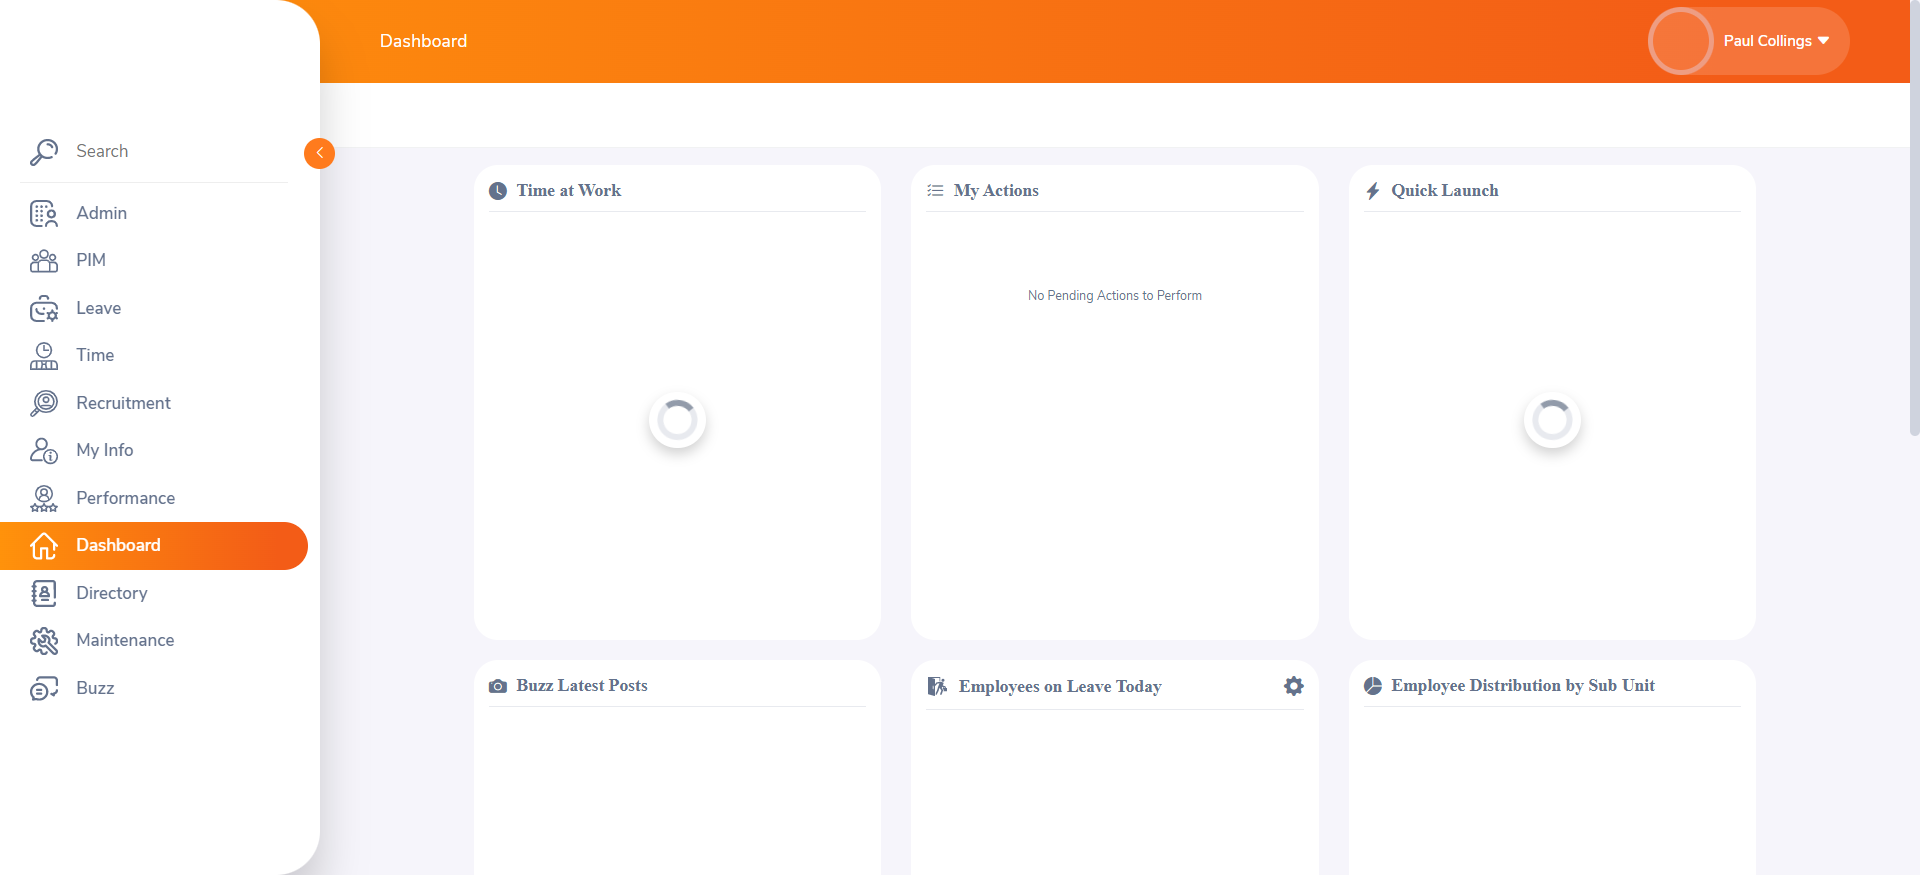 Dashboard
Paul Collings
Search
Admin
PIM
Leave
Time
Recruitment
My Info
Performance
Dashboard
Directory
Maintenance
Buzz
Time at Work
My Actions
No Pending Actions to Perform
Quick Launch
Buzz Latest Posts
Employees on Leave Today
Employee Distribution by Sub Unit